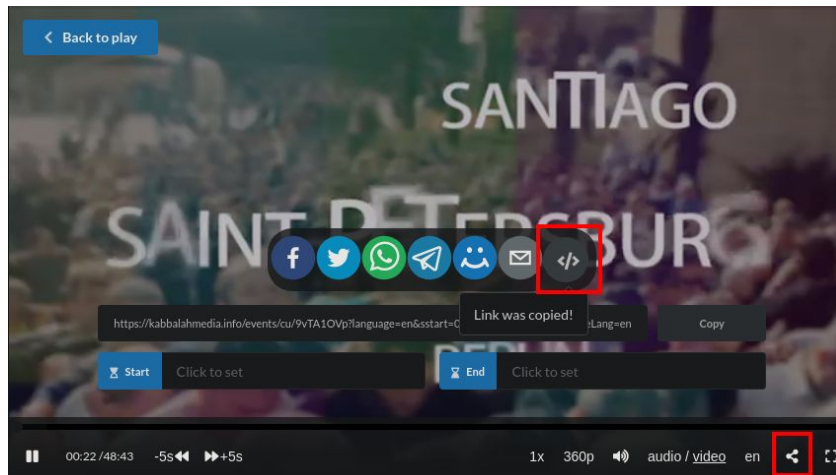 Back to play
SANTIAGO
SAINT PETERSBURG
</>
Link was copied!
https://kabbalahmedia.info/events/cu/9vTA1OVp?language=en&sstart=0
eLang=en
Copy
Start
Click to set
End
Click to set
00:22 /48:43
-5s
+5s
1x
360p
audio / video
en